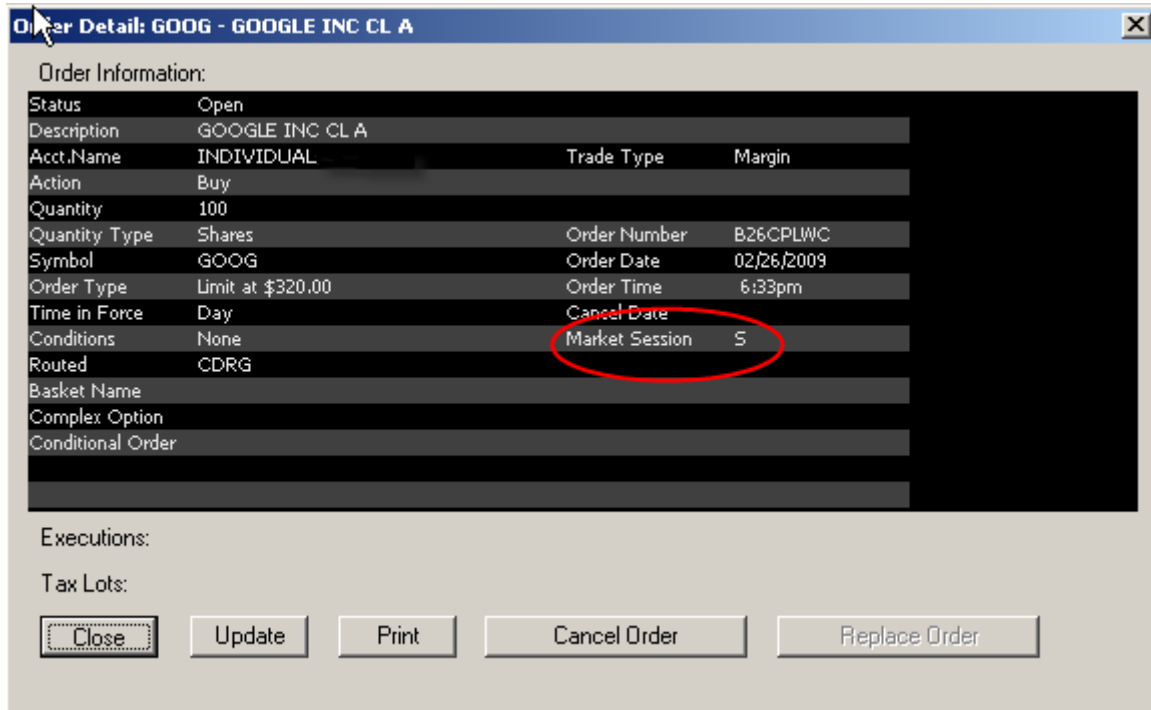 Order Detail: GOOG - GOOGLE INC CL A
Order Information:
Status Open
Description GOOGLE INC CL A
Acct.Name INDIVIDUAL Trade Type Margin
Action Buy
Quantity 100
Quantity Type Shares Order Number B26CPLWC
Symbol GOOG Order Date 02/26/2009
Order Type Limit at $320.00 Order Time 6:33pm
Time in Force Day Cancel Date
Conditions None Market Session S
Routed CDRG
Basket Name
Complex Option
Conditional Order
Executions:
Tax Lots:
Close Update Print Cancel Order Replace Order